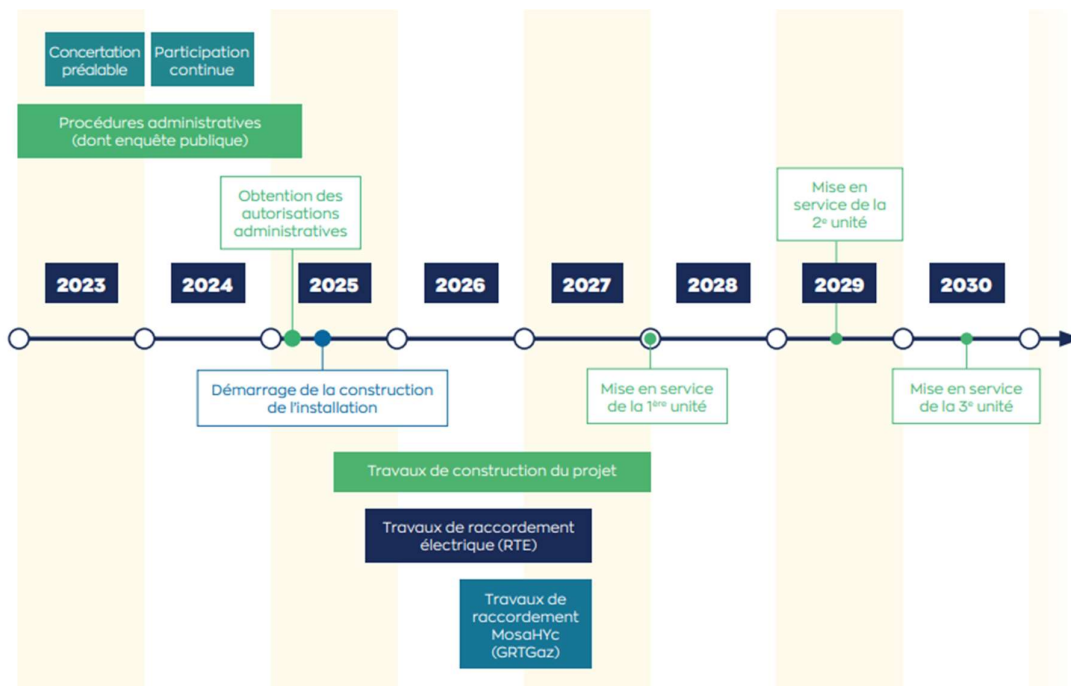 Concertation
préalable
Participation
continue
Procédures administratives
(dont enquête publique)
Obtention des
autorisations
administratives
Mise en
service de la
2e unité
2023
2024
2025
2026
2027
2028
2029
2030
Démarrage de la construction
de l'installation
Mise en service
de la 1ère unité
Mise en service
de la 3e unité
Travaux de construction du projet
Travaux de raccordement
électrique (RTE)
Travaux de
raccordement
MosaHYc
(GRTGaz)